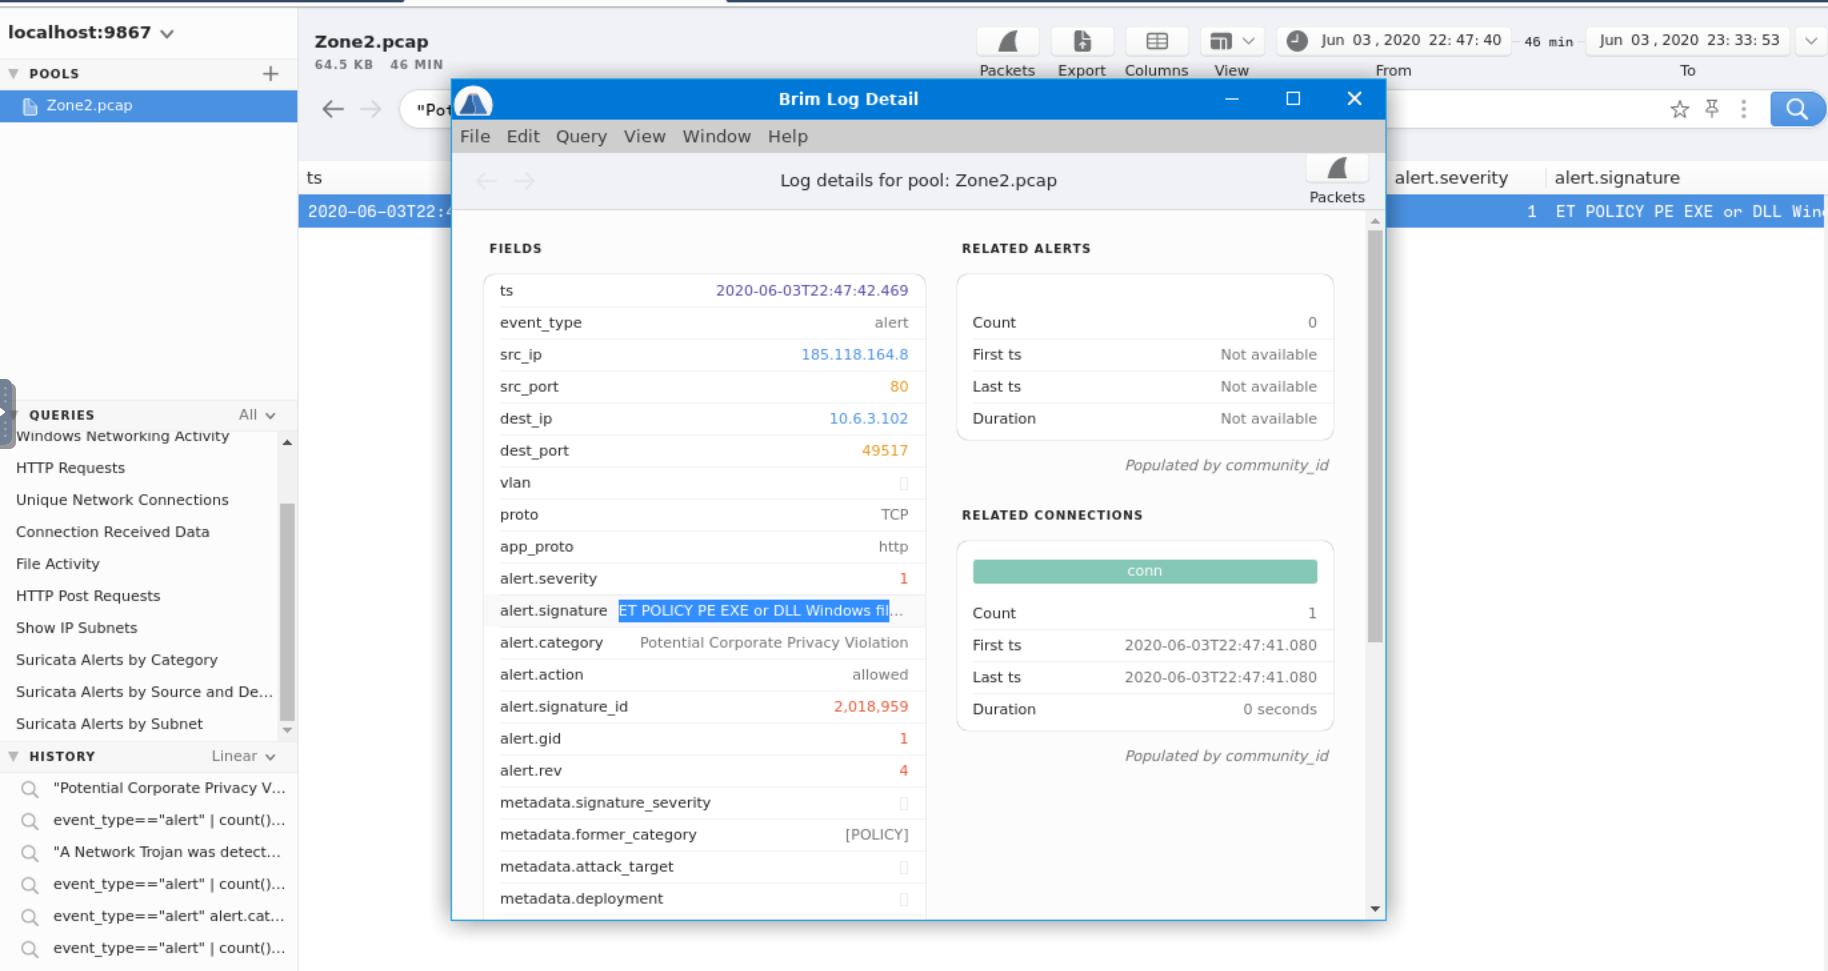 localhost:9867
POOLS
Zone2.pcap
QUERIES All
Windows Networking Activity
HTTP Requests
Unique Network Connections
Connection Received Data
File Activity
HTTP Post Requests
Show IP Subnets
Suricata Alerts by Category
Suricata Alerts by Source and De...
Suricata Alerts by Subnet
HISTORY Linear
"Potential Corporate Privacy V...
event_type=="alert" | count()...
"A Network Trojan was detect...
event_type=="alert" | count()...
event_type=="alert" alert.cat...
event_type=="alert" | count()...
Zone2.pcap
64.5 KB 46 MIN
Packets Export Columns View
Jun 03 , 2020 22: 47: 40 46 min Jun 03 , 2020 23: 33: 53
From To
"Pot
ts alert.severity alert.signature
2020-06-03T22:4 1 ET POLICY PE EXE or DLL Win
Brim Log Detail
File Edit Query View Window Help
Log details for pool: Zone2.pcap
Packets
FIELDS
ts 2020-06-03T22:47:42.469
event_type alert
src_ip 185.118.164.8
src_port 80
dest_ip 10.6.3.102
dest_port 49517
vlan
proto TCP
app_proto http
alert.severity 1
alert.signature ET POLICY PE EXE or DLL Windows fil...
alert.category Potential Corporate Privacy Violation
alert.action allowed
alert.signature_id 2,018,959
alert.gid 1
alert.rev 4
metadata.signature_severity
metadata.former_category [POLICY]
metadata.attack_target
metadata.deployment
RELATED ALERTS
Count 0
First ts Not available
Last ts Not available
Duration Not available
Populated by community_id
RELATED CONNECTIONS
conn
Count 1
First ts 2020-06-03T22:47:41.080
Last ts 2020-06-03T22:47:41.080
Duration 0 seconds
Populated by community_id